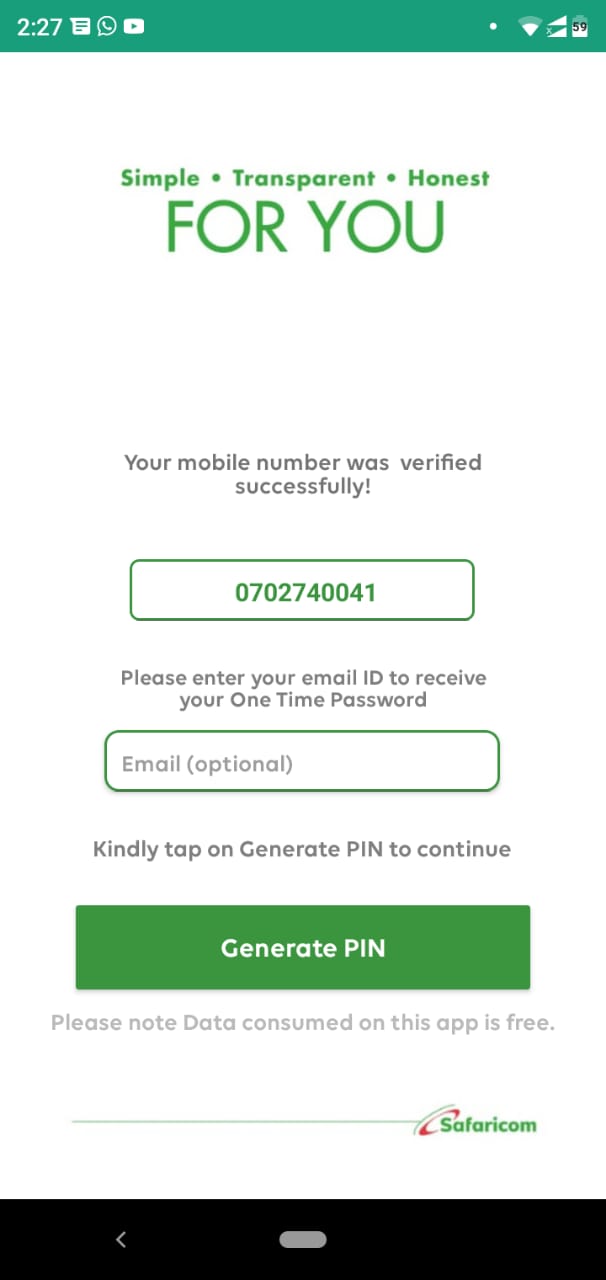 2:27
59
Simple • Transparent • Honest
FOR YOU
Your mobile number was verified
successfully!
0702740041
Please enter your email ID to receive
your One Time Password
Email (optional)
Kindly tap on Generate PIN to continue
Generate PIN
Please note Data consumed on this app is free.
Safaricom